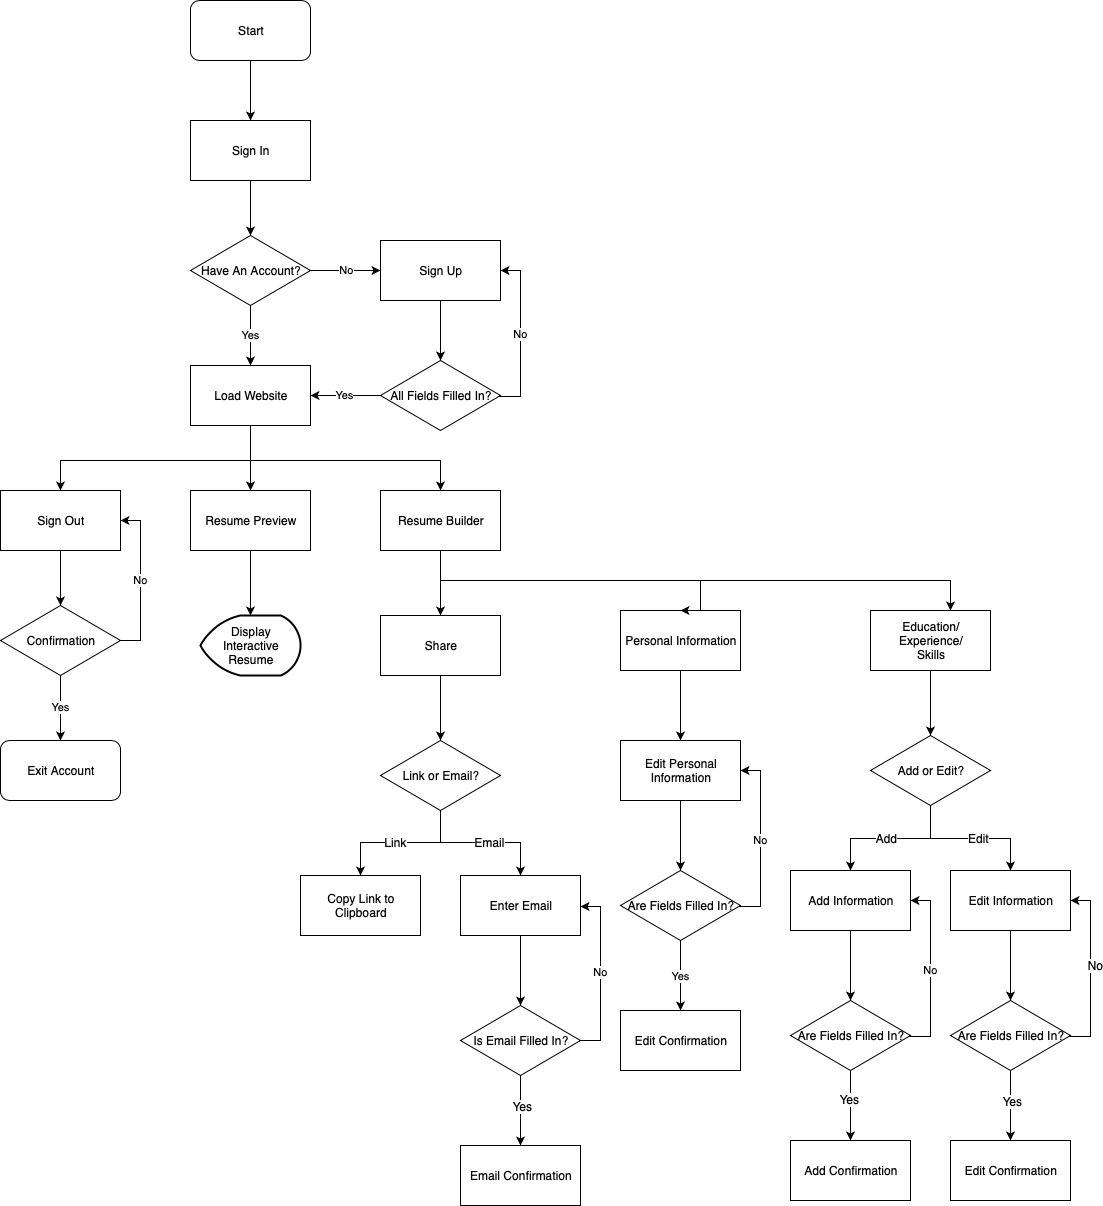 Start
Sign In
Have An Account?
No
Sign Up
No
Yes
Load Website
Yes
All Fields Filled In?
Sign Out
Resume Preview
Resume Builder
No
Confirmation
Display
Interactive
Resume
Share
Personal Information
Education/
Experience/
Skills
Yes
Exit Account
Link or Email?
Edit Personal
Information
Add or Edit?
Link
Email
No
Add
Edit
Copy Link to
Clipboard
Enter Email
Are Fields Filled In?
Add Information
Edit Information
No
Yes
No
No
Is Email Filled In?
Edit Confirmation
Are Fields Filled In?
Are Fields Filled In?
Yes
Yes
Yes
Email Confirmation
Add Confirmation
Edit Confirmation